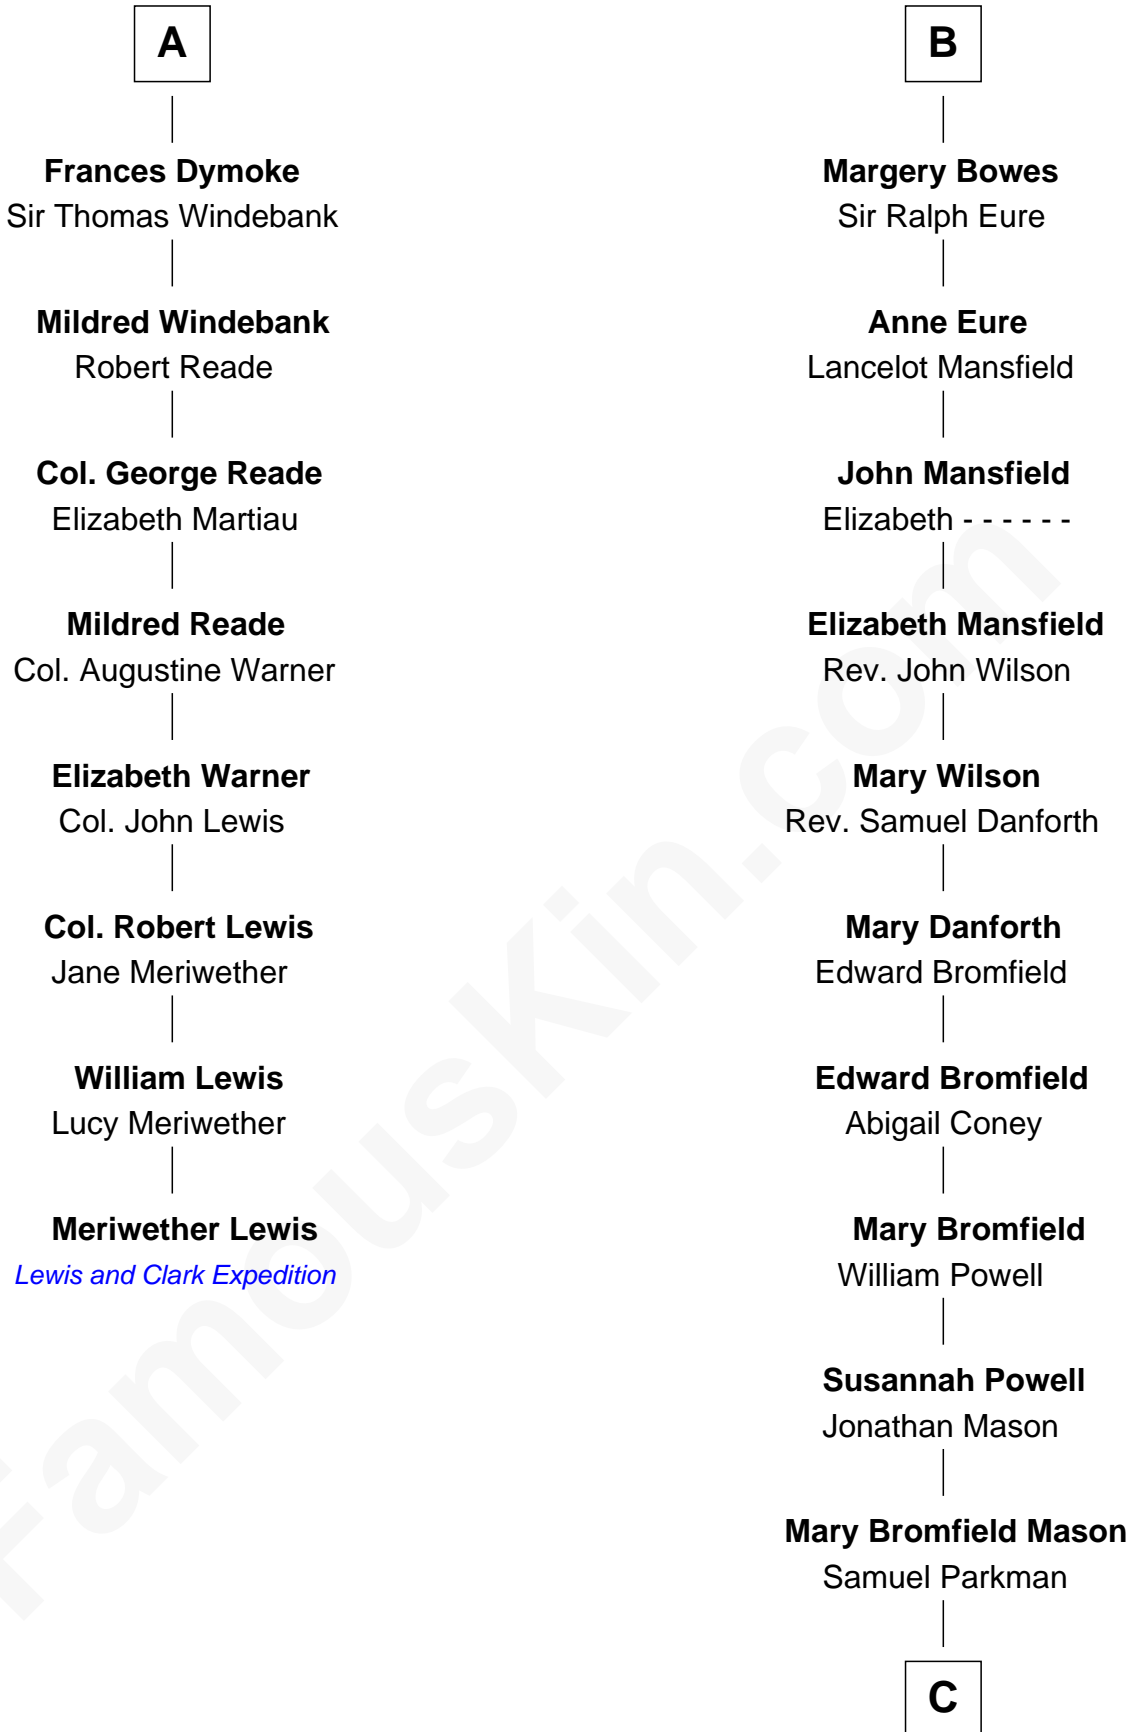 A
Frances Dymoke
Sir Thomas Windebank
Mildred Windebank
Robert Reade
Col. George Reade
Elizabeth Martiau
Mildred Reade
Col. Augustine Warner
Elizabeth Warner
Col. John Lewis
Col. Robert Lewis
Jane Meriwether
William Lewis
Lucy Meriwether
Meriwether Lewis
Lewis and Clark Expedition
B
Margery Bowes
Sir Ralph Eure
Anne Eure
Lancelot Mansfield
John Mansfield
Elizabeth - - - - - -
Elizabeth Mansfield
Rev. John Wilson
Mary Wilson
Rev. Samuel Danforth
Mary Danforth
Edward Bromfield
Edward Bromfield
Abigail Coney
Mary Bromfield
William Powell
Susannah Powell
Jonathan Mason
Mary Bromfield Mason
Samuel Parkman
C
FamousKin.com